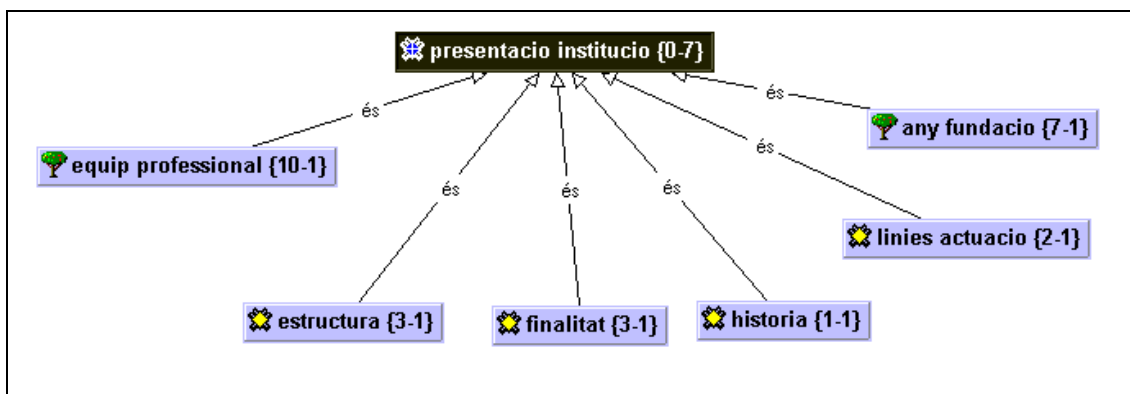 presentacio institucio {0-7}
és
és
any fundacio {7-1}
equip professional {10-1}
és
és
és
és
linies actuacio {2-1}
estructura {3-1}
finalitat {3-1}
historia {1-1}